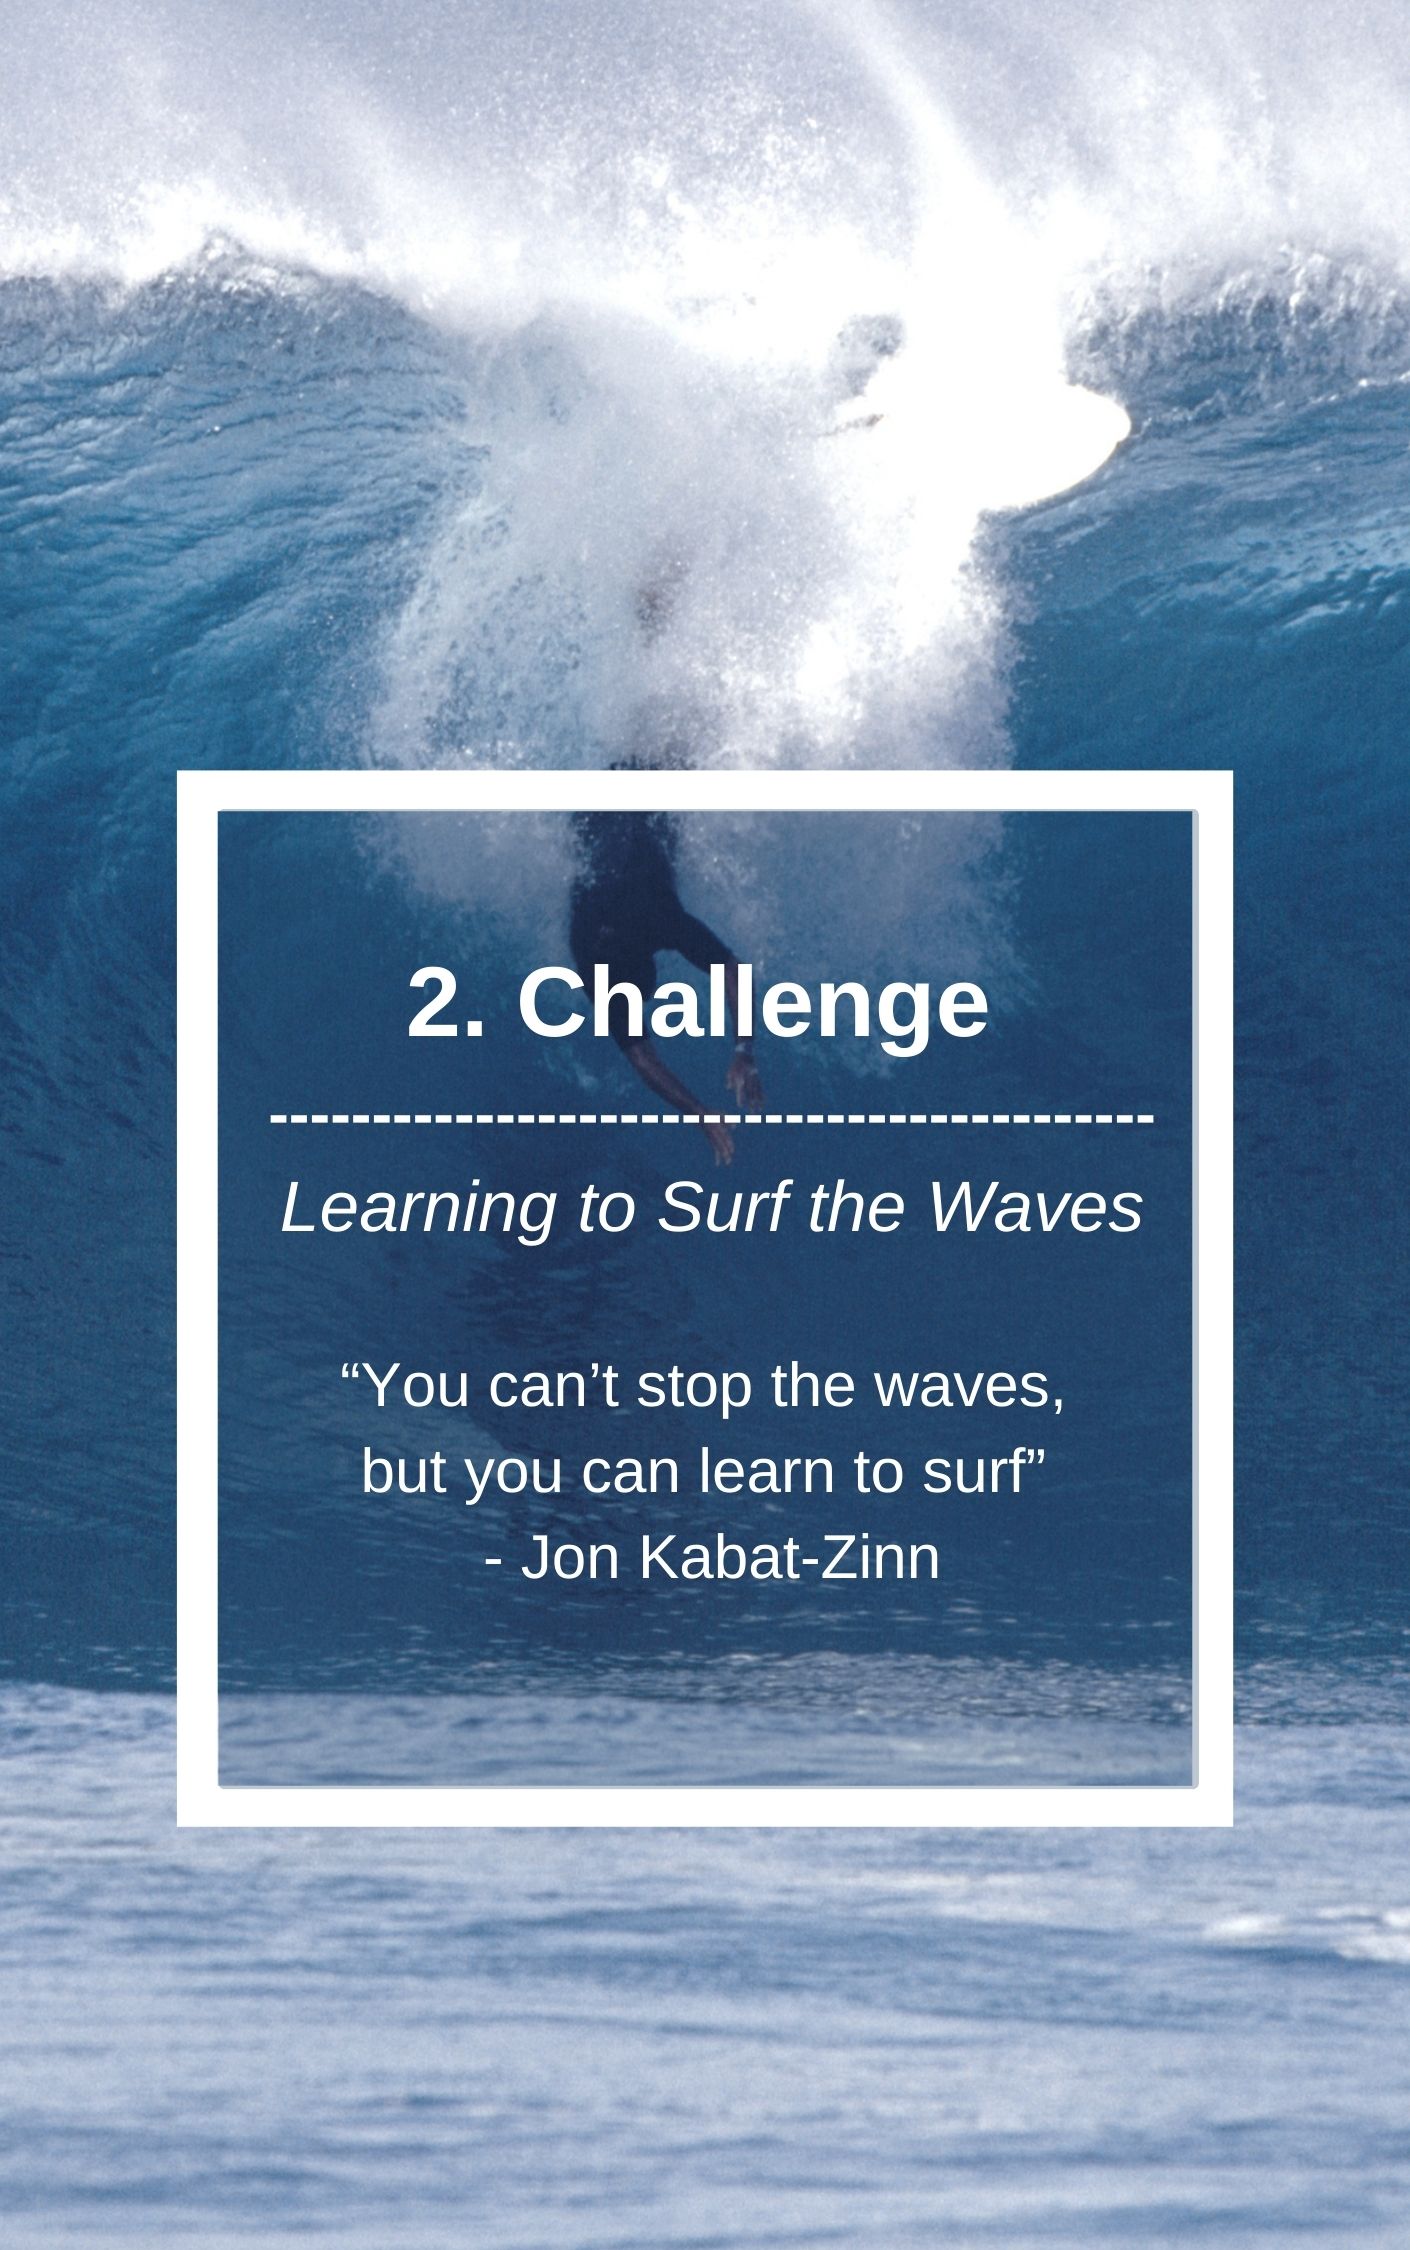 2. Challenge
-------------------------------------------
Learning to Surf the Waves
“You can’t stop the waves,
but you can learn to surf”
- Jon Kabat-Zinn